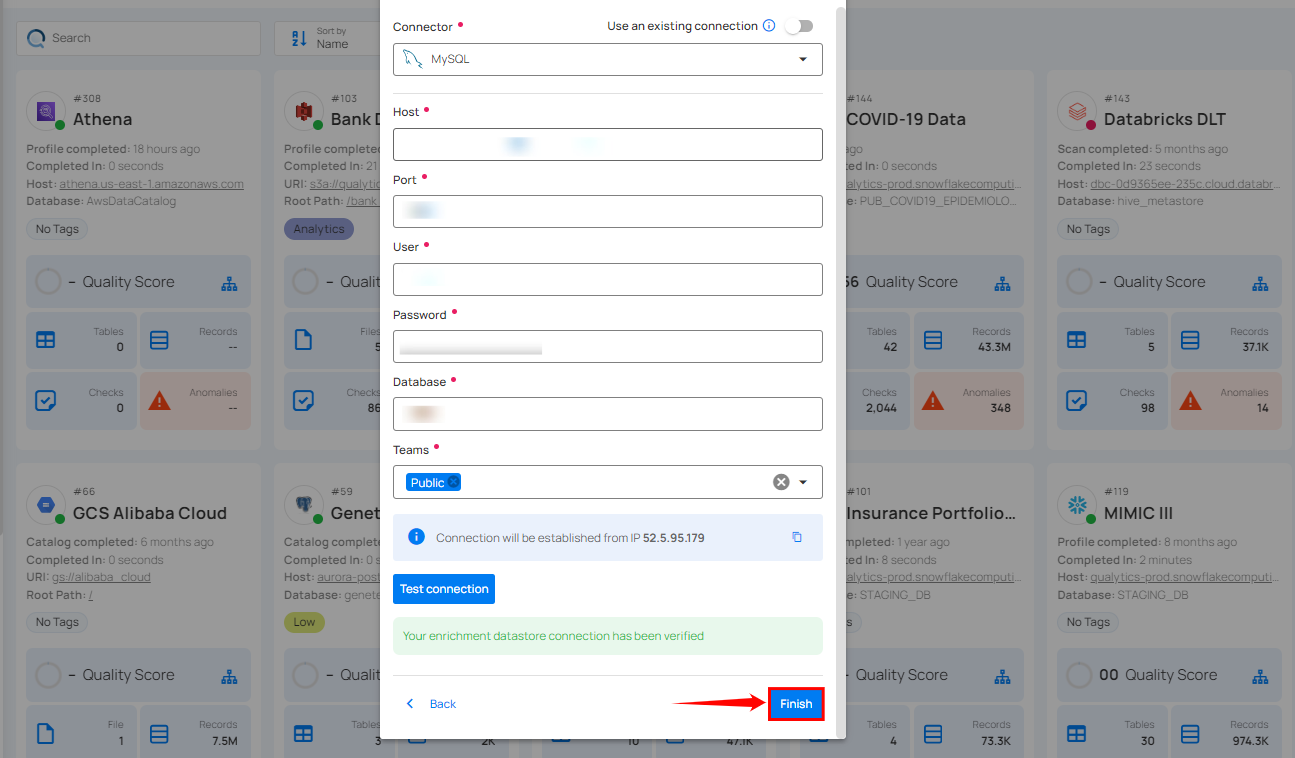 Search
Sort by
Name
#308
Athena
Profile completed: 18 hours ago
Completed In: 0 seconds
Host: athena.us-east-1.amazonaws.com
Database: AwsDataCatalog
No Tags
– Quality Score
Tables
0
Records
--
Checks
0
Anomalies
--
#103
Bank
Profile completed:
Completed In: 21
URI: s3a://qualytic
Root Path: /bank
Analytics
– Qualit
Files
5
Checks
86
Connector
Use an existing connection
MySQL
Host
Port
User
Password
Database
Teams
Public
Connection will be established from IP 52.5.95.179
Test connection
Your enrichment datastore connection has been verified
Back
Finish
#144
COVID-19 Data
ago
Completed In: 0 seconds
alytics-prod.snowflakecomputi...
e: PUB_COVID19_EPIDEMIOLO...
56 Quality Score
Tables
42
Records
43.3M
Checks
2,044
Anomalies
348
#143
Databricks DLT
Scan completed: 5 months ago
Completed In: 23 seconds
Host: dbc-0d9365ee-235c.cloud.databr...
Database: hive_metastore
No Tags
– Quality Score
Tables
5
Records
37.1K
Checks
98
Anomalies
14
#66
GCS Alibaba Cloud
Catalog completed: 6 months ago
Completed In: 0 seconds
URI: gs://alibaba_cloud
Root Path: /
No Tags
– Quality Score
File
1
Records
7.5M
#59
Genet
Catalog comple
Completed In: 0 s
Host: aurora-post
Database: genete
Low
– Qualit
Tables
3
2K
10
47.1K
#101
Insurance Portfolio...
mpleted: 1 year ago
d In: 8 seconds
alytics-prod.snowflakecomputi...
e: STAGING_DB
Quality Score
Tables
4
Records
73.3K
#119
MIMIC III
Profile completed: 8 months ago
Completed In: 2 minutes
Host: qualytics-prod.snowflakecomputi...
Database: STAGING_DB
No Tags
00 Quality Score
Tables
30
Records
974.3K